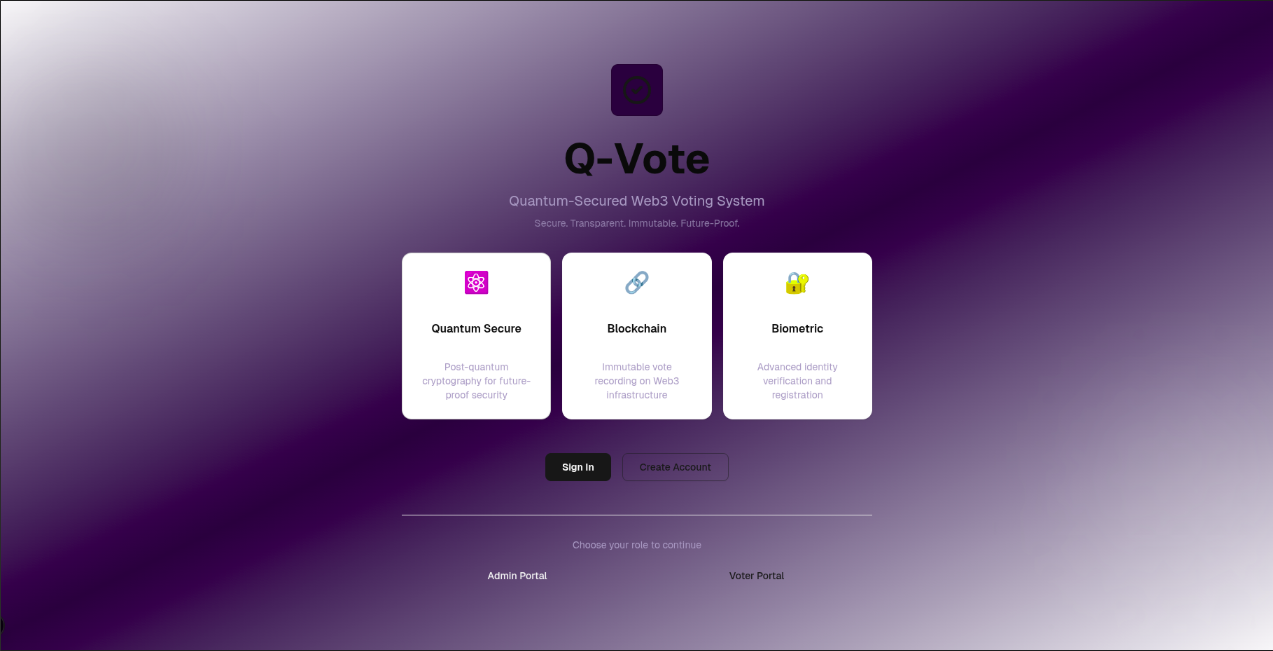 Q-Vote
Quantum-Secured Web3 Voting System
Secure. Transparent. Immutable. Future-Proof.
Quantum Secure
Post-quantum
cryptography for future-
proof security
Blockchain
Immutable vote
recording on Web3
infrastructure
Biometric
Advanced identity
verification and
registration
Sign In
Create Account
Choose your role to continue
Admin Portal
Voter Portal